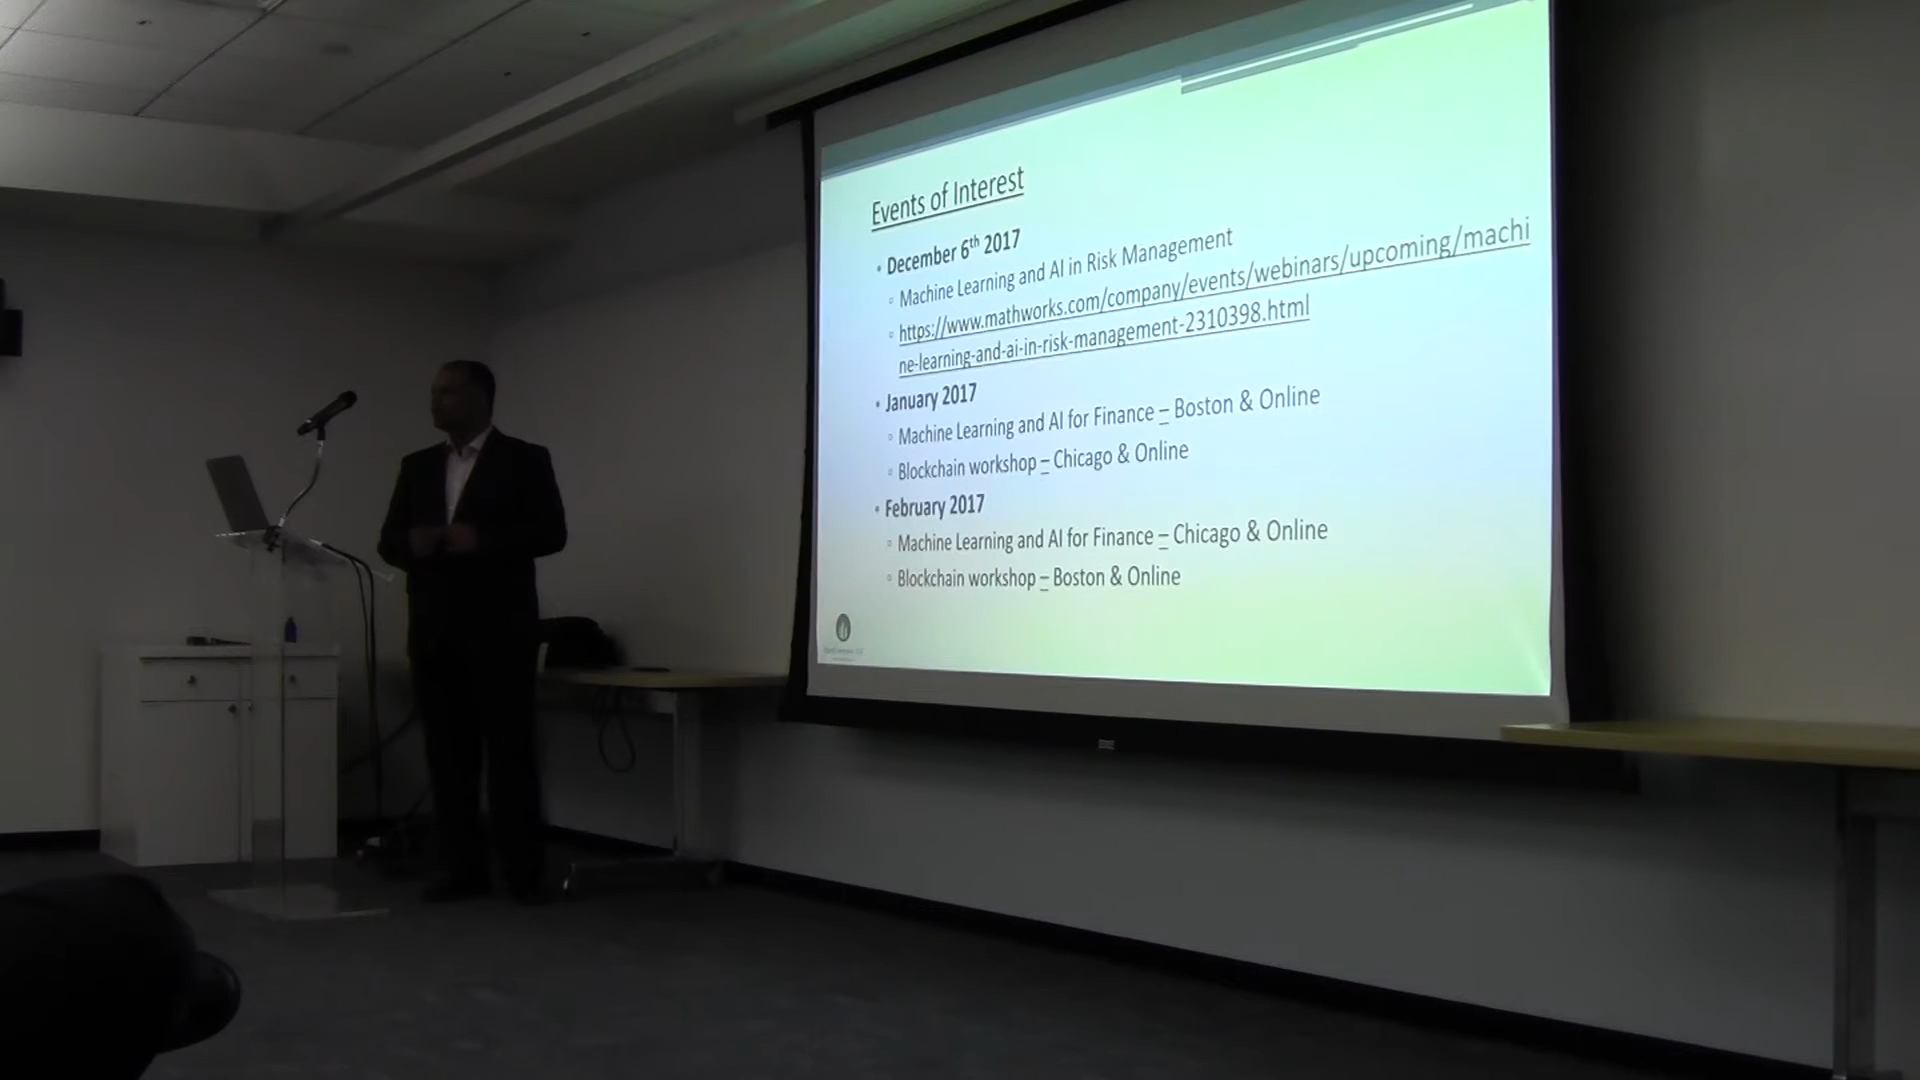 Events of Interest
• December 6th 2017
▫ Machine Learning and AI in Risk Management
▫ https://www.mathworks.com/company/events/webinars/upcoming/machi
ne-learning-and-ai-in-risk-management-2310398.html
• January 2017
▫ Machine Learning and AI for Finance – Boston & Online
▫ Blockchain workshop – Chicago & Online
• February 2017
▫ Machine Learning and AI for Finance – Chicago & Online
▫ Blockchain workshop – Boston & Online